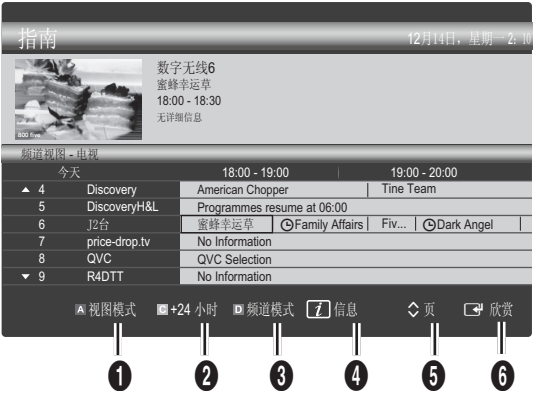 指南 12月14日，星期一 2: 10
数字无线6
蜜蜂幸运草
18:00 - 18:30
无详细信息
800 five
频道视图 - 电视
今天 18:00 - 19:00 19:00 - 20:00
▲ 4 Discovery American Chopper Tine Team
5 DiscoveryH&L Programmes resume at 06:00
6 J2台 蜜蜂幸运草 Family Affairs Fiv... Dark Angel
7 price-drop.tv No Information
8 QVC QVC Selection
▼ 9 R4DTT No Information
A 视图模式 C +24 小时 D 频道模式 i 信息 页 欣赏
1 2 3 4 5 6